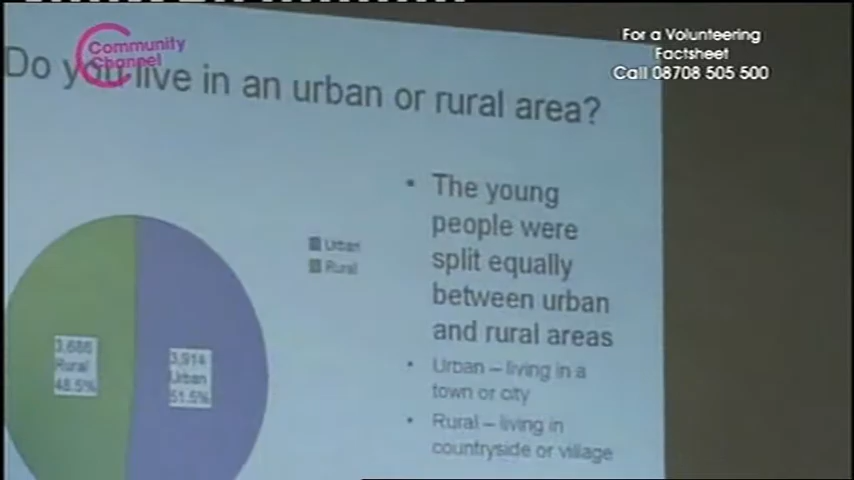 Community
Channel
For a Volunteering
Factsheet
Call 08708 505 500
Do you live in an urban or rural area?
• The young
people were
split equally
between urban
and rural areas
• Urban – living in a
town or city
• Rural – living in
countryside or village
Urban
Rural
3,686
Rural
48.5%
3,914
Urban
51.5%